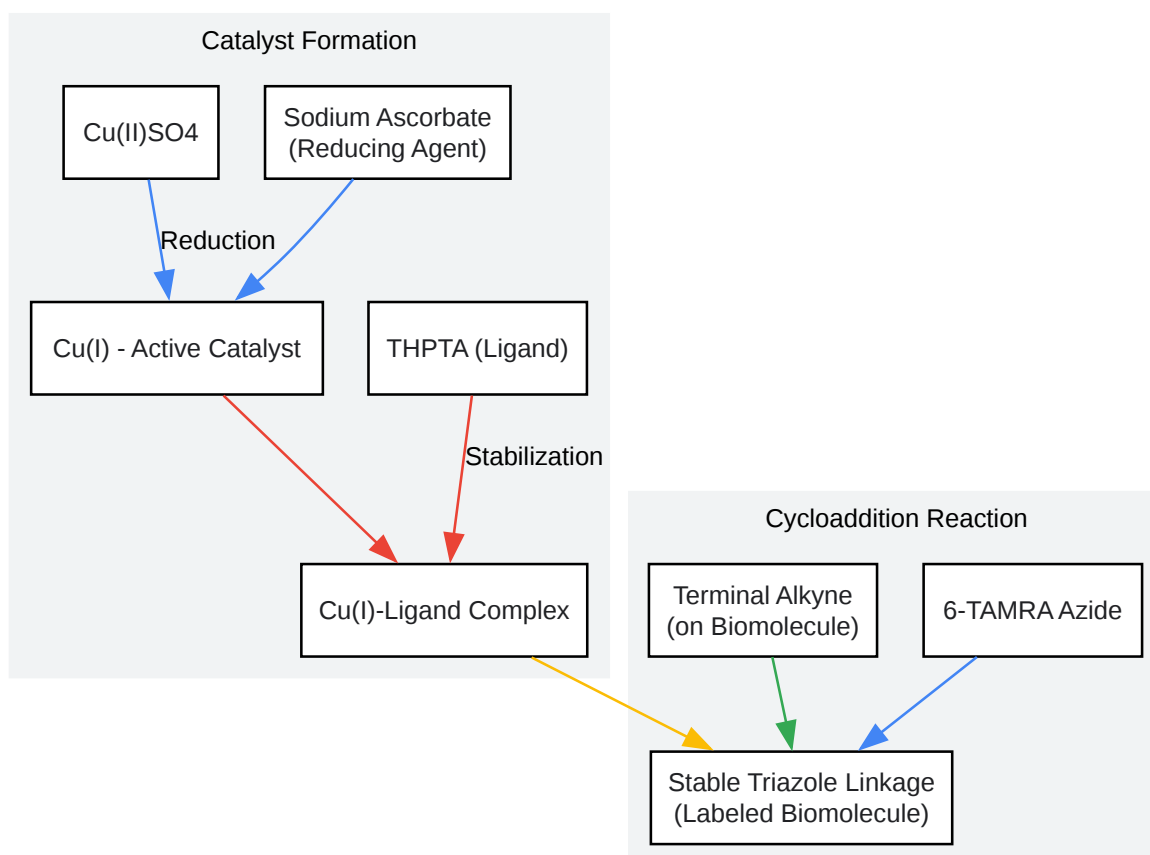 Catalyst Formation
Cu(II)SO4
Sodium Ascorbate
(Reducing Agent)
Reduction
Cu(I) - Active Catalyst
THPTA (Ligand)
Stabilization
Cu(I)-Ligand Complex
Cycloaddition Reaction
Terminal Alkyne
(on Biomolecule)
6-TAMRA Azide
Stable Triazole Linkage
(Labeled Biomolecule)